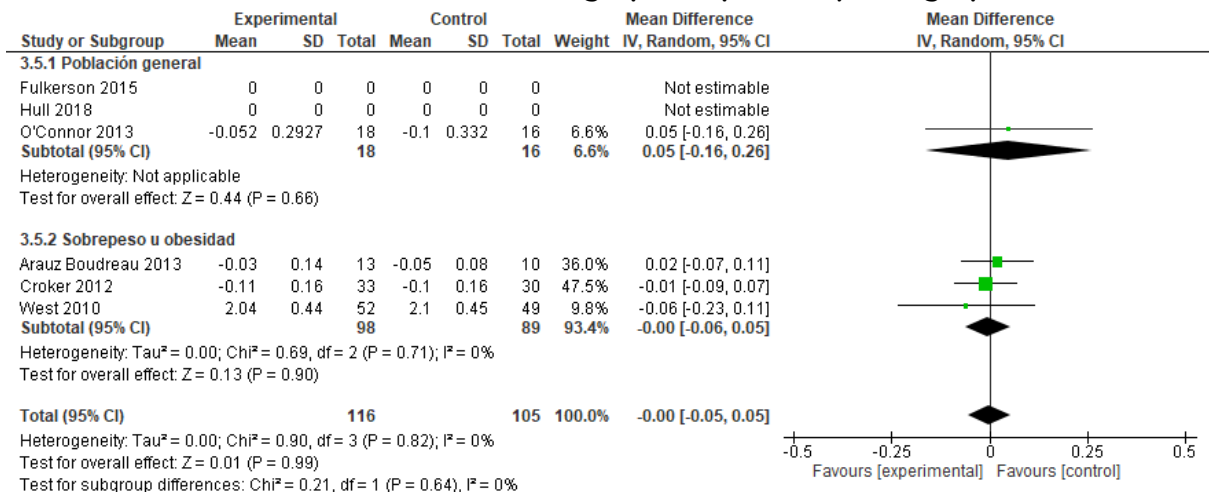 Experimental Control Mean Difference Mean Difference
Study or Subgroup Mean SD Total Mean SD Total Weight IV, Random, 95% CI IV, Random, 95% CI
3.5.1 Población general
Fulkerson 2015 0 0 0 0 0 0 Not estimable
Hull 2018 0 0 0 0 0 0 Not estimable
O'Connor 2013 -0.052 0.2927 18 -0.1 0.332 16 6.6% 0.05 [-0.16, 0.26]
Subtotal (95% CI) 18 16 6.6% 0.05 [-0.16, 0.26]
Heterogeneity: Not applicable
Test for overall effect: Z = 0.44 (P = 0.66)
3.5.2 Sobrepeso u obesidad
Arauz Boudreau 2013 -0.03 0.14 13 -0.05 0.08 10 36.0% 0.02 [-0.07, 0.11]
Croker 2012 -0.11 0.16 33 -0.1 0.16 30 47.5% -0.01 [-0.09, 0.07]
West 2010 2.04 0.44 52 2.1 0.45 49 9.8% -0.06 [-0.23, 0.11]
Subtotal (95% CI) 98 89 93.4% -0.00 [-0.06, 0.05]
Heterogeneity: Tau² = 0.00; Chi² = 0.69, df = 2 (P = 0.71); I² = 0%
Test for overall effect: Z = 0.13 (P = 0.90)
Total (95% CI) 116 105 100.0% -0.00 [-0.05, 0.05]
Heterogeneity: Tau² = 0.00; Chi² = 0.90, df = 3 (P = 0.82); I² = 0%
Test for overall effect: Z = 0.01 (P = 0.99)
Test for subgroup differences: Chi² = 0.21, df = 1 (P = 0.64), I² = 0%
-0.5 -0.25 0 0.25 0.5
Favours [experimental] Favours [control]